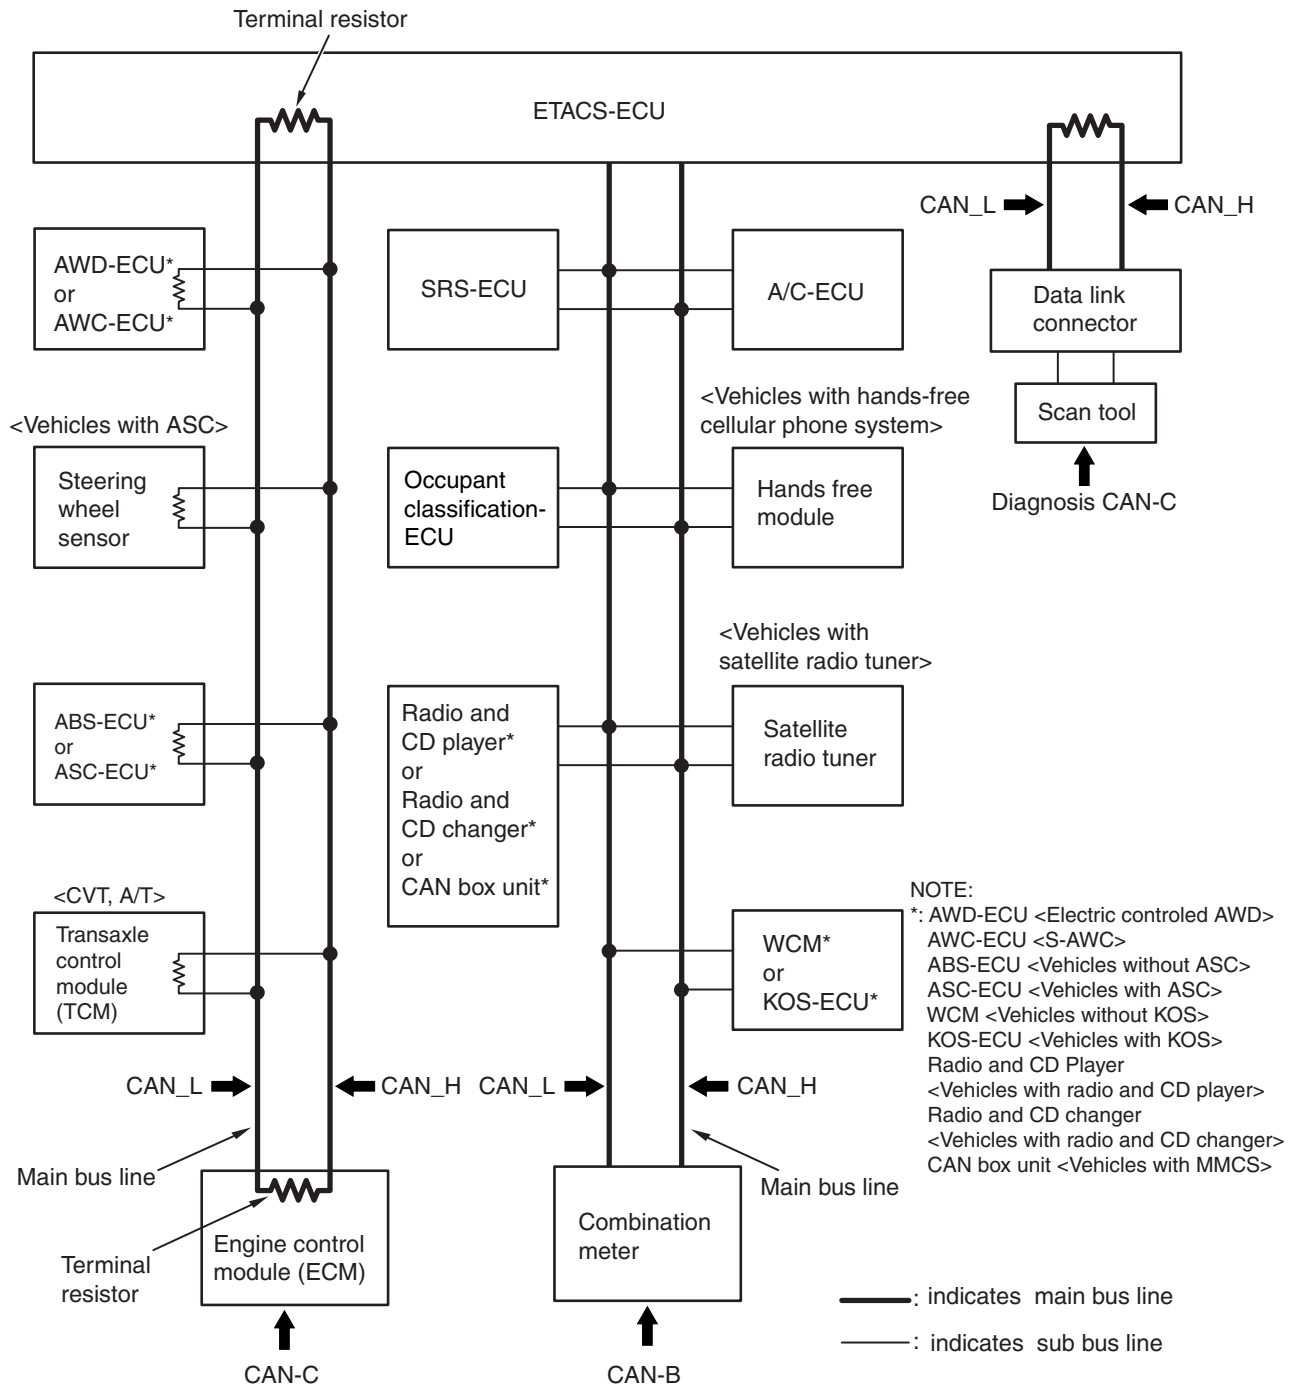 Terminal resistor
ETACS-ECU
CAN_L
CAN_H
AWD-ECU*
or
AWC-ECU*
SRS-ECU
A/C-ECU
Data link
connector
Scan tool
Diagnosis CAN-C
<Vehicles with ASC>
Steering
wheel
sensor
Occupant
classification-
ECU
<Vehicles with hands-free
cellular phone system>
Hands free
module
<Vehicles with
satellite radio tuner>
ABS-ECU*
or
ASC-ECU*
Radio and
CD player*
or
Radio and
CD changer*
or
CAN box unit*
Satellite
radio tuner
<CVT, A/T>
Transaxle
control
module
(TCM)
WCM*
or
KOS-ECU*
NOTE:
*: AWD-ECU <Electric controled AWD>
AWC-ECU <S-AWC>
ABS-ECU <Vehicles without ASC>
ASC-ECU <Vehicles with ASC>
WCM <Vehicles without KOS>
KOS-ECU <Vehicles with KOS>
Radio and CD Player
<Vehicles with radio and CD player>
Radio and CD changer
<Vehicles with radio and CD changer>
CAN box unit <Vehicles with MMCS>
CAN_L
CAN_H
CAN_L
CAN_H
Main bus line
Main bus line
Terminal
resistor
Engine control
module (ECM)
Combination
meter
CAN-C
CAN-B
: indicates main bus line
: indicates sub bus line